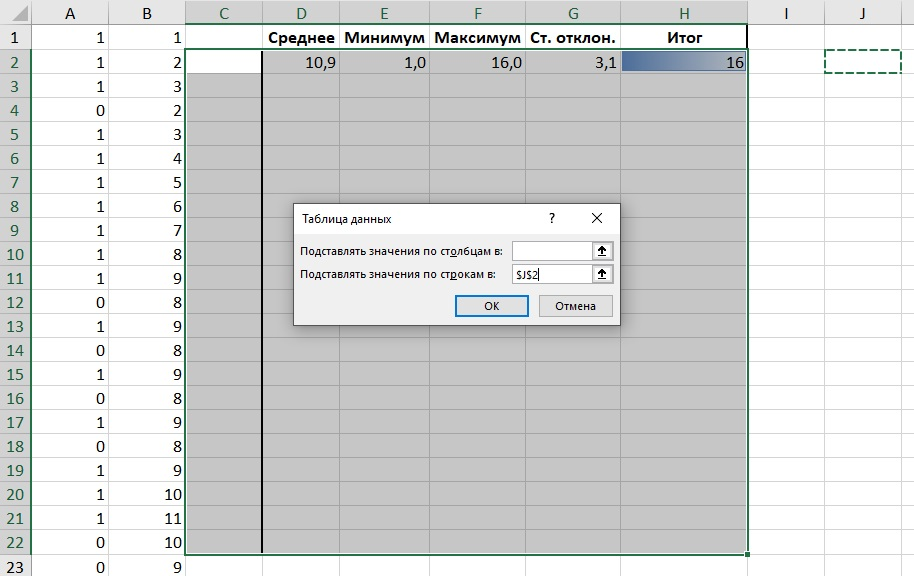 A B C D E F G H I J
1 1 1 Среднее Минимум Максимум Ст. отклон. Итог
2 1 2 10,9 1,0 16,0 3,1 16
3 1 3
4 0 2
5 1 3
6 1 4
7 1 5
8 1 6
9 1 7
10 1 8
11 1 9
12 0 8
13 1 9
14 0 8
15 1 9
16 0 8
17 1 9
18 0 8
19 1 9
20 1 10
21 1 11
22 0 10
23 0 9
Таблица данных ?
Подставлять значения по столбцам в:
Подставлять значения по строкам в: $J$2
ОК Отмена